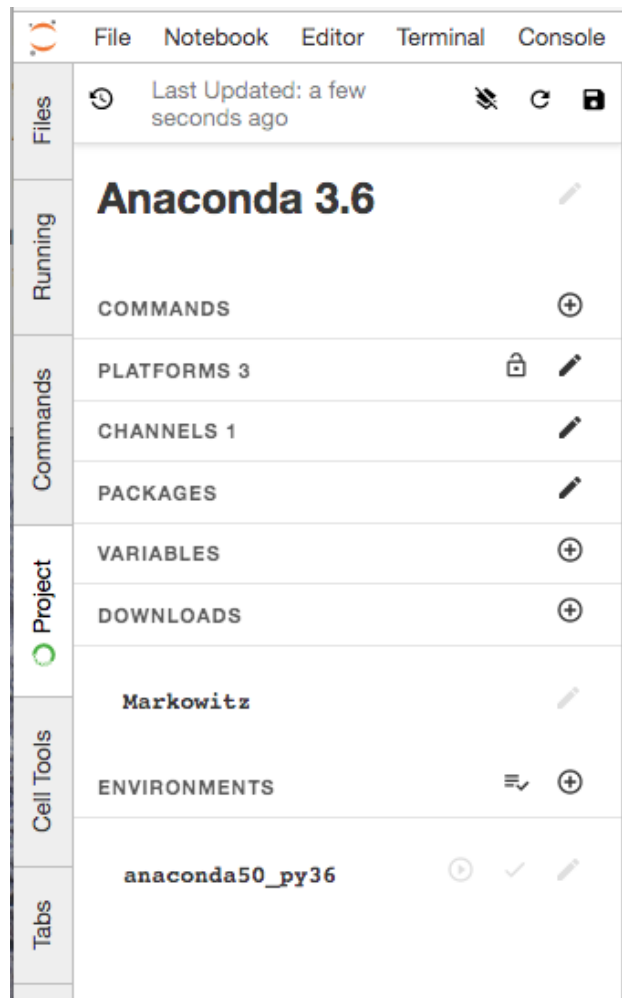 File Notebook Editor Terminal Console
Files
Running
Commands
Project
Cell Tools
Tabs
Last Updated: a few
seconds ago
Anaconda 3.6
COMMANDS
PLATFORMS 3
CHANNELS 1
PACKAGES
VARIABLES
DOWNLOADS
Markowitz
ENVIRONMENTS
anaconda50_py36